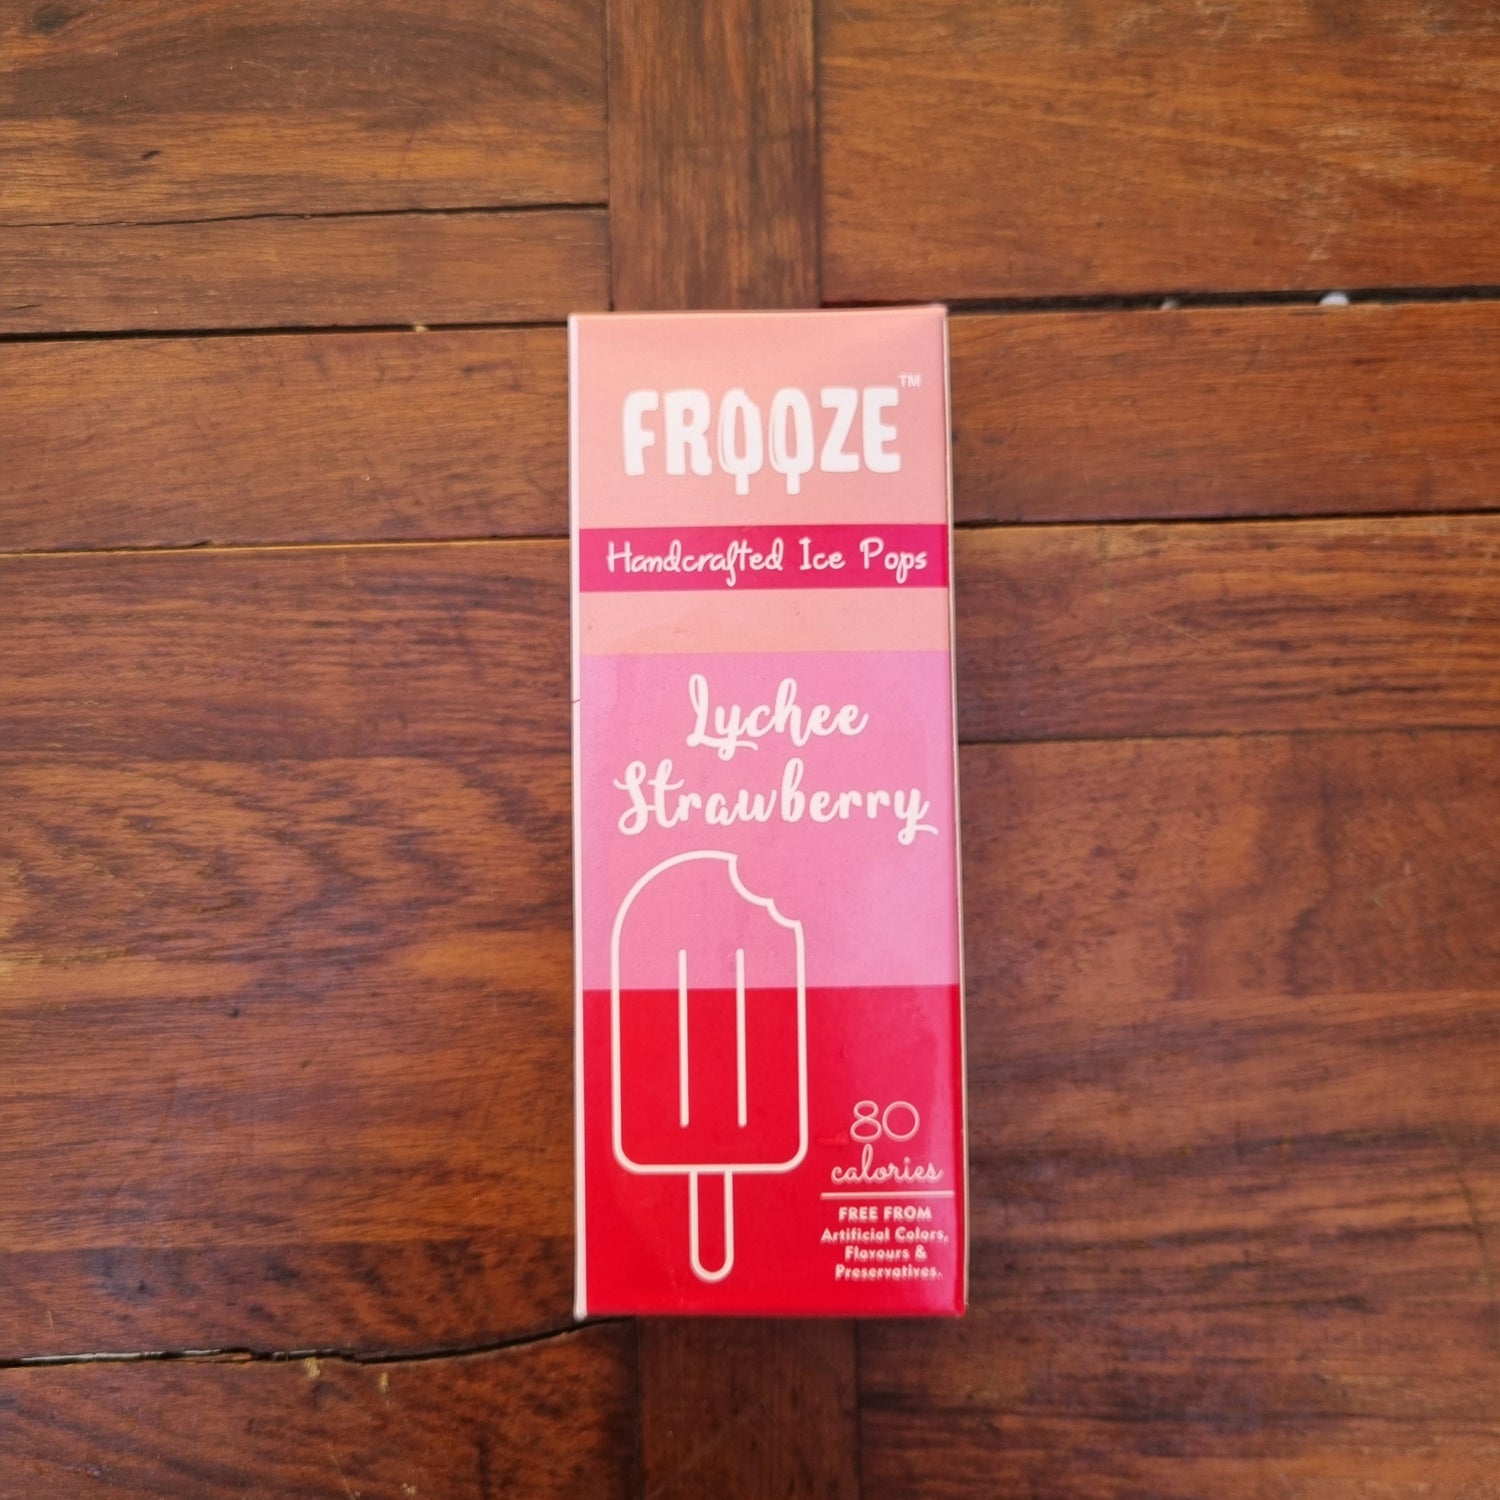 FROOZE™
Handcrafted Ice Pops
Lychee
Strawberry
80
calories
FREE FROM
Artificial Colors,
Flavours &
Preservatives.